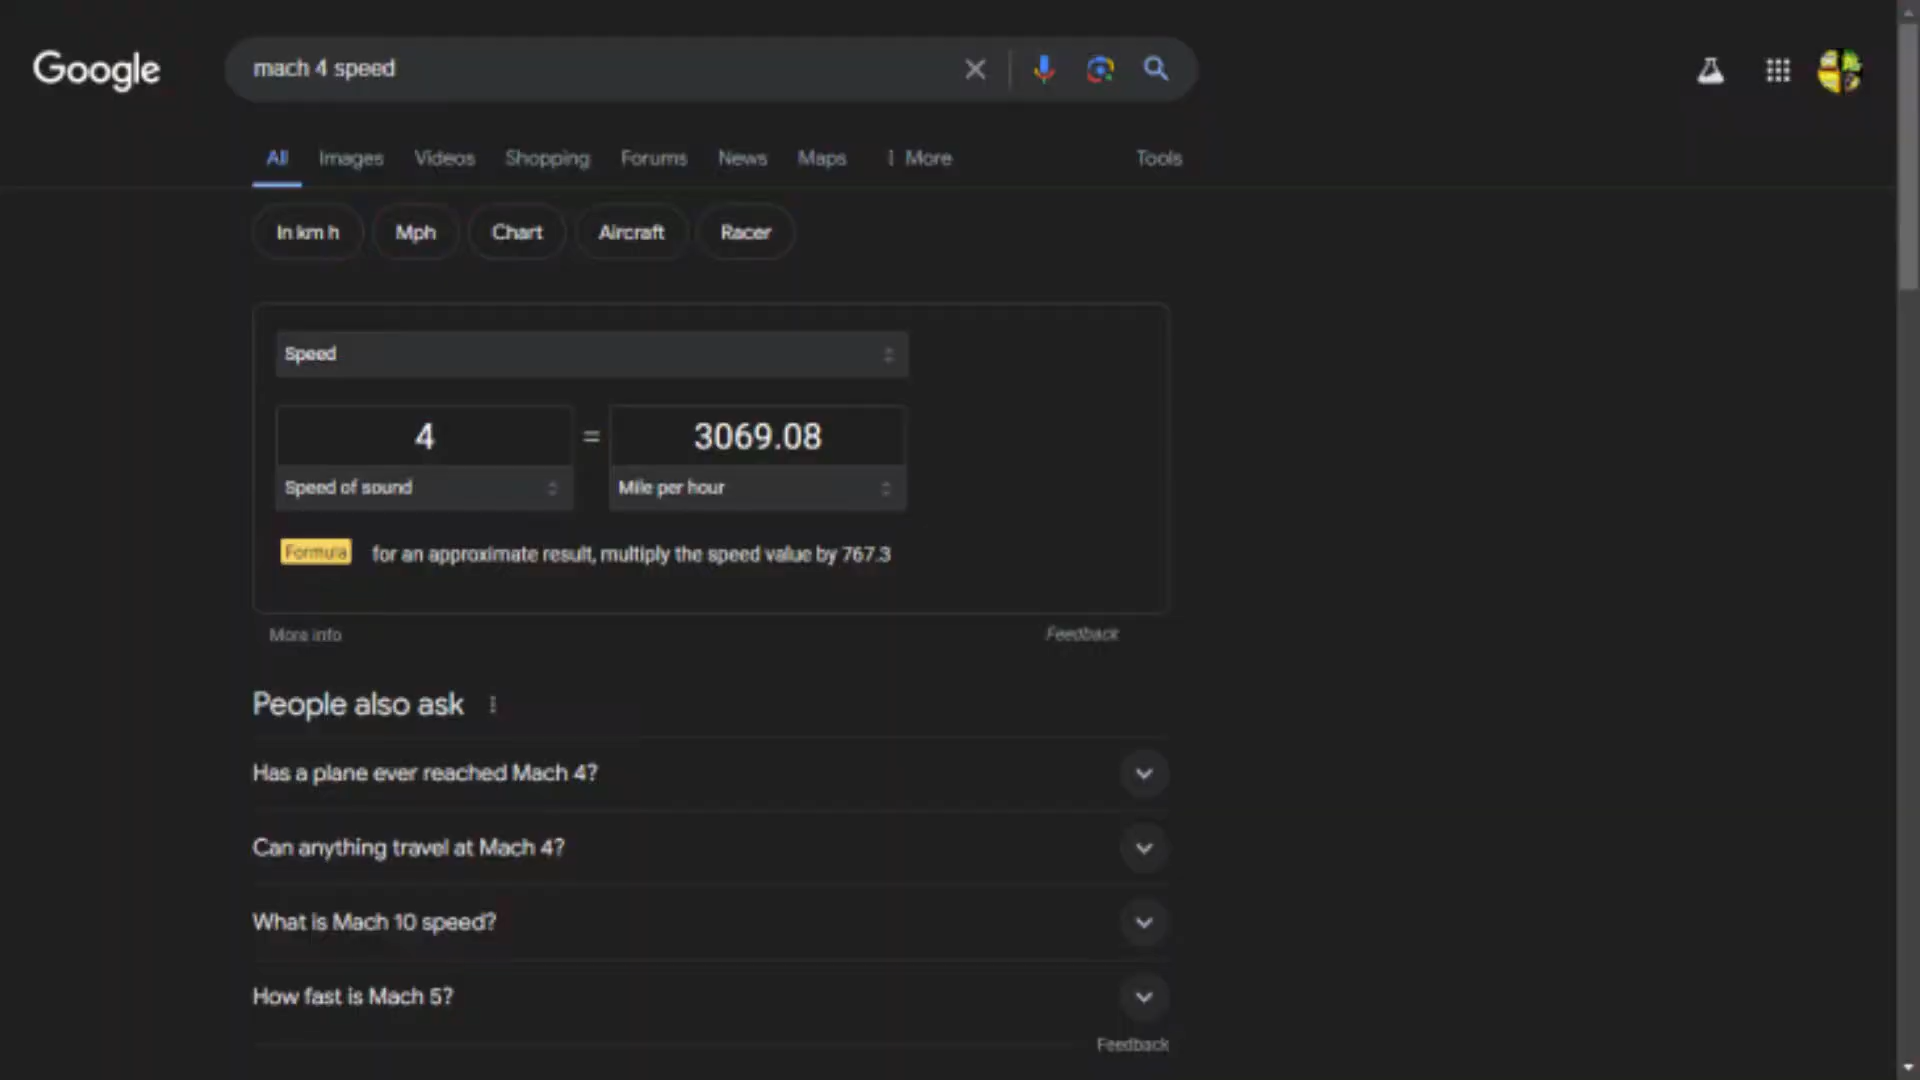 Google
mach 4 speed
All Images Videos Shopping Forums News Maps More Tools
In km h Mph Chart Aircraft Racer
Speed
4 = 3069.08
Speed of sound Mile per hour
Formula for an approximate result, multiply the speed value by 767.3
More info Feedback
People also ask
Has a plane ever reached Mach 4?
Can anything travel at Mach 4?
What is Mach 10 speed?
How fast is Mach 5?
Feedback